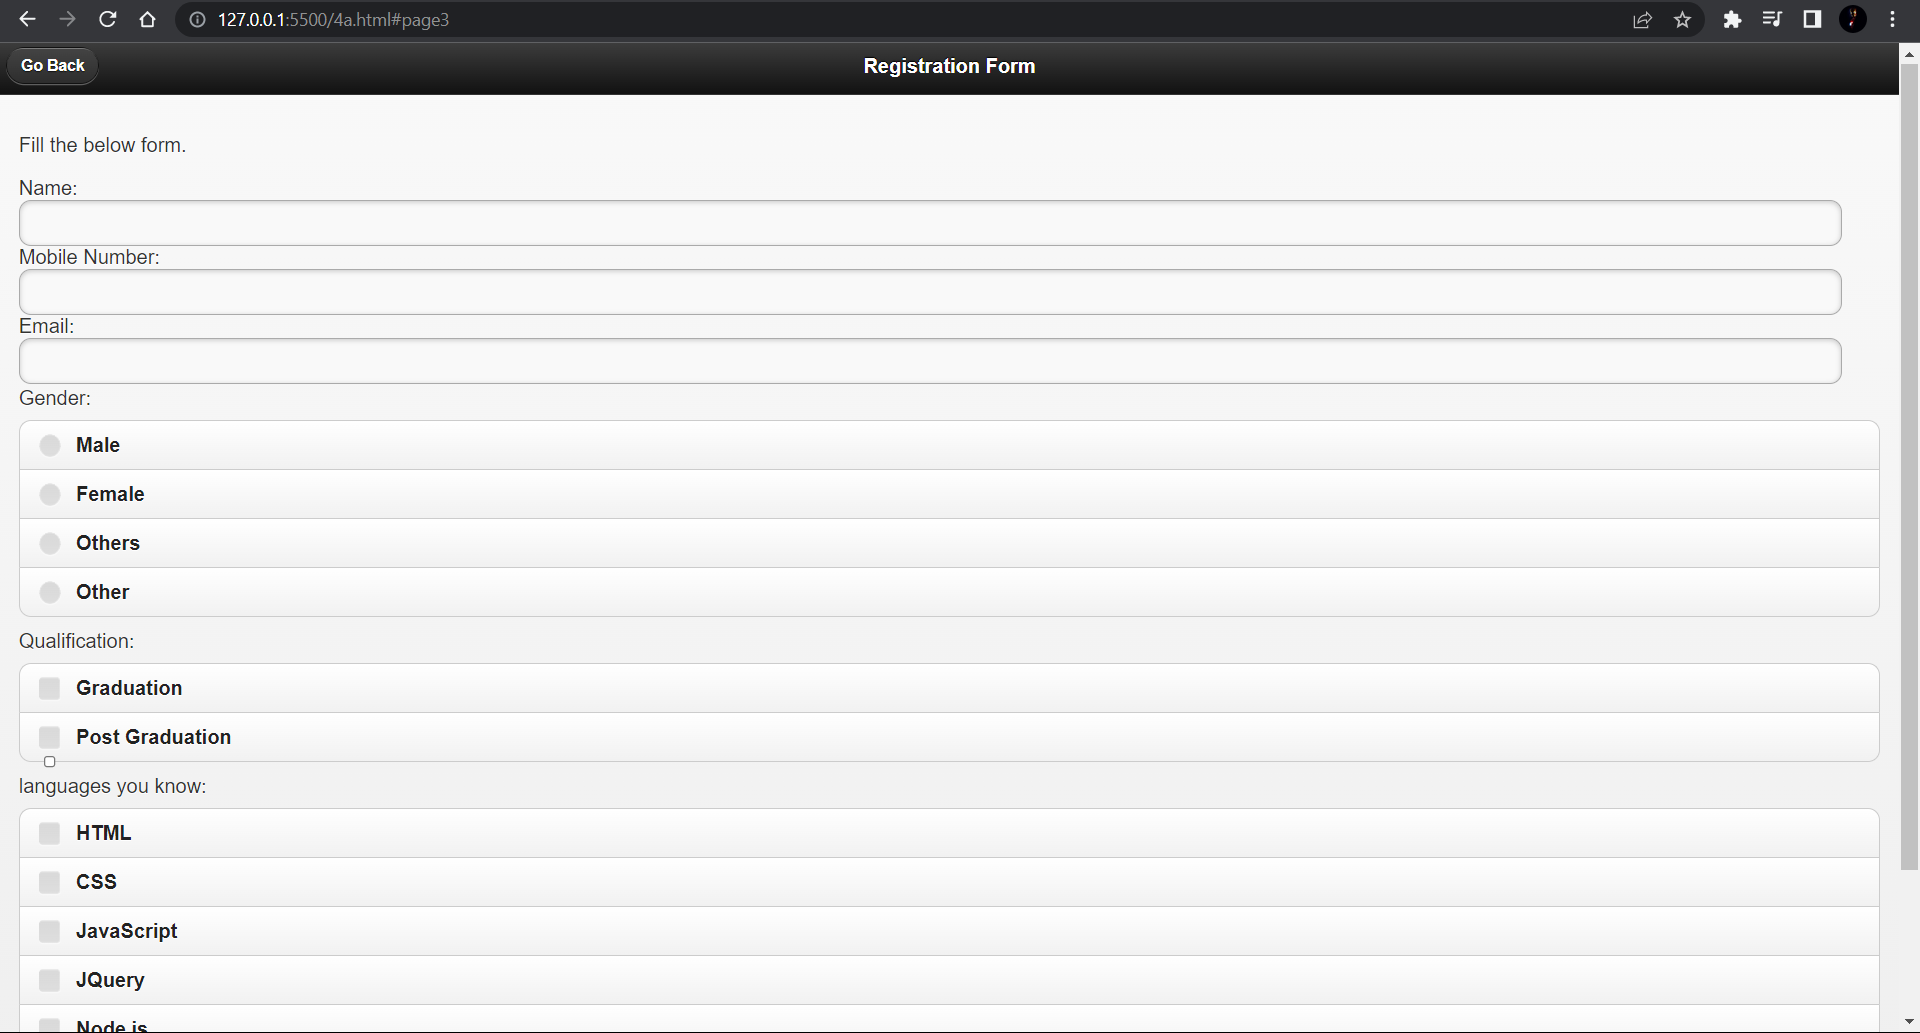 127.0.0.1:5500/4a.html#page3
Go Back
Registration Form
Fill the below form.
Name:
Mobile Number:
Email:
Gender:
Male
Female
Others
Other
Qualification:
Graduation
Post Graduation
languages you know:
HTML
CSS
JavaScript
JQuery
Node.js